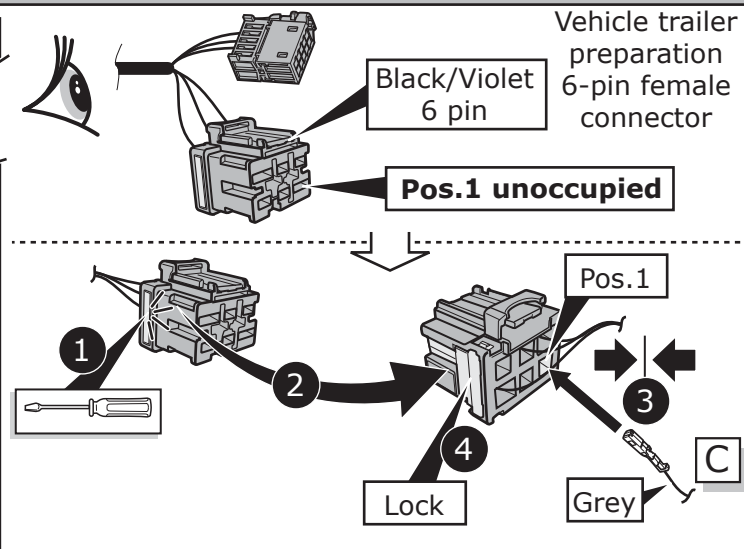 Vehicle trailer
preparation
6-pin female
connector
Black/Violet
6 pin
Pos.1 unoccupied
Pos.1
1
2
3
4
C
Lock
Grey